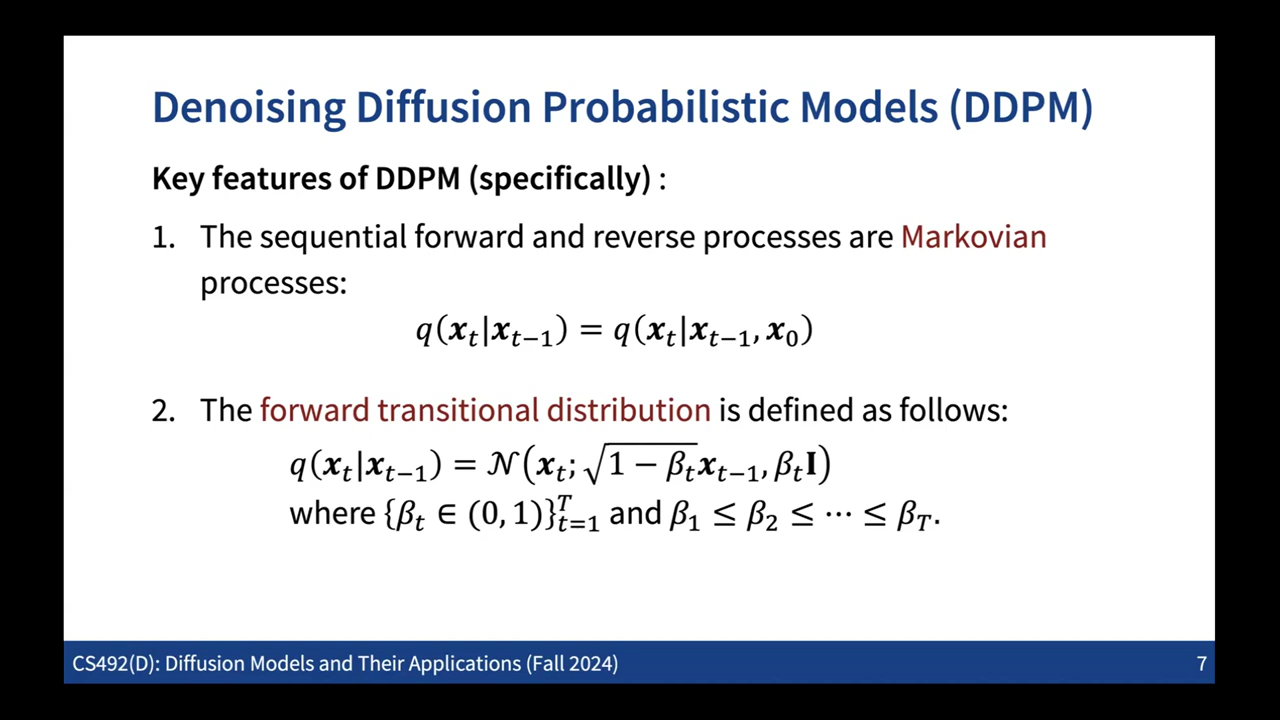 Denoising Diffusion Probabilistic Models (DDPM)
Key features of DDPM (specifically) :
1. The sequential forward and reverse processes are Markovian
processes:
q(𝒙ₜ|𝒙ₜ₋₁) = q(𝒙ₜ|𝒙ₜ₋₁, 𝒙₀)
2. The forward transitional distribution is defined as follows:
q(𝒙ₜ|𝒙ₜ₋₁) = 𝒩(𝒙ₜ; √(1 − βₜ)𝒙ₜ₋₁, βₜ𝐈)
where {βₜ ∈ (0, 1)}ᵀₜ₌₁ and β₁ ≤ β₂ ≤ ⋯ ≤ β_T.
CS492(D): Diffusion Models and Their Applications (Fall 2024) 7